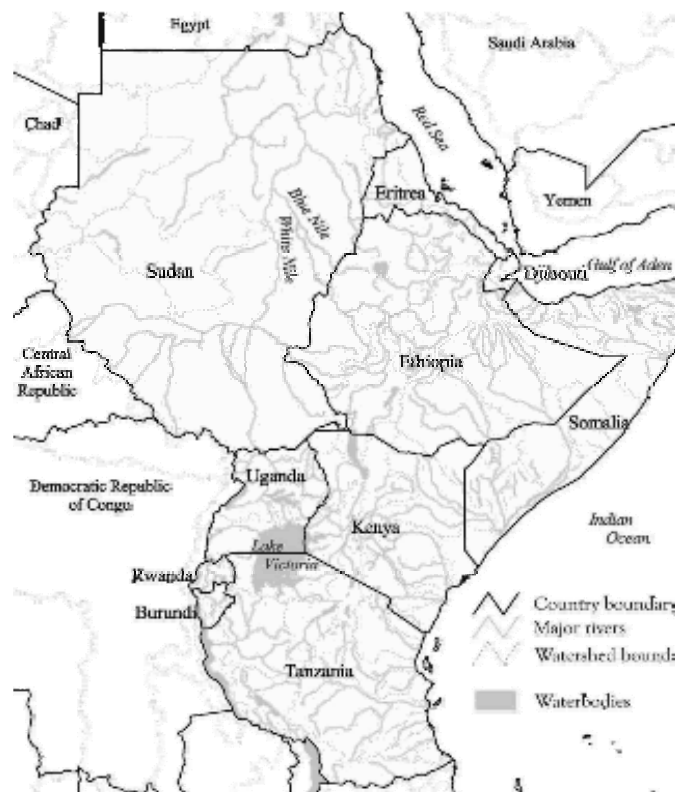 Egypt
Saudi Arabia
Chad
Red Sea
Eritrea
Yemen
Blue Nile
White Nile
Sudan
Djibouti
Gulf of Aden
Central
African
Republic
Ethiopia
Somalia
Uganda
Democratic Republic
of Congo
Kenya
Indian
Ocean
Lake
Victoria
Rwanda
Burundi
Country boundary
Major rivers
Watershed bounda
Tanzania
Waterbodies